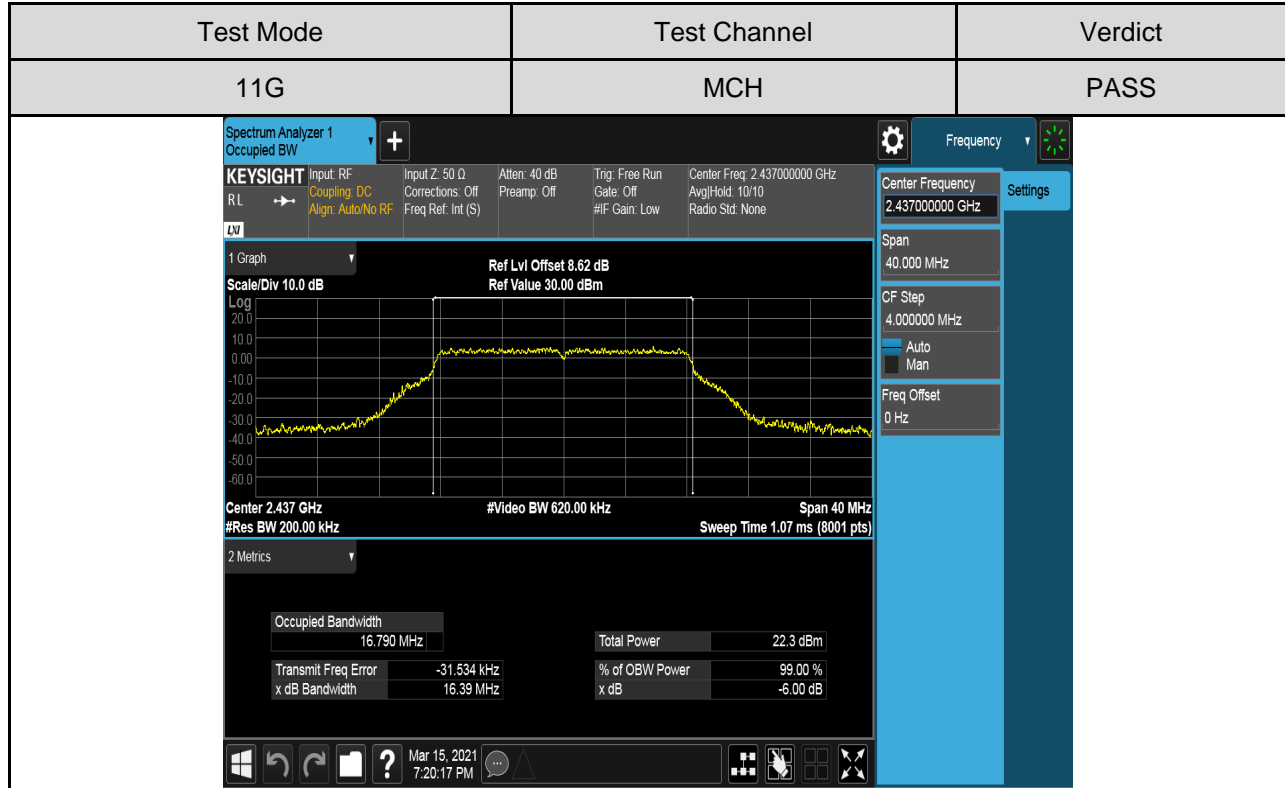 Test Mode Test Channel Verdict
11G MCH PASS
Spectrum Analyzer 1
Occupied BW
+
Frequency
KEYSIGHT Input: RF Input Z: 50 Ω Atten: 40 dB Trig: Free Run Center Freq: 2.437000000 GHz
RL Coupling: DC Corrections: Off Preamp: Off Gate: Off Avg|Hold: 10/10
Align: Auto/No RF Freq Ref: Int (S) #IF Gain: Low Radio Std: None
LXI
Center Frequency
2.437000000 GHz
Settings
Span
40.000 MHz
CF Step
4.000000 MHz
Auto
Man
Freq Offset
0 Hz
1 Graph
Ref Lvl Offset 8.62 dB
Scale/Div 10.0 dB Ref Value 30.00 dBm
Log
20.0
10.0
0.00
-10.0
-20.0
-30.0
-40.0
-50.0
-60.0
Center 2.437 GHz #Video BW 620.00 kHz Span 40 MHz
#Res BW 200.00 kHz Sweep Time 1.07 ms (8001 pts)
2 Metrics
Occupied Bandwidth
16.790 MHz Total Power 22.3 dBm
Transmit Freq Error -31.534 kHz % of OBW Power 99.00 %
x dB Bandwidth 16.39 MHz x dB -6.00 dB
? Mar 15, 2021
7:20:17 PM